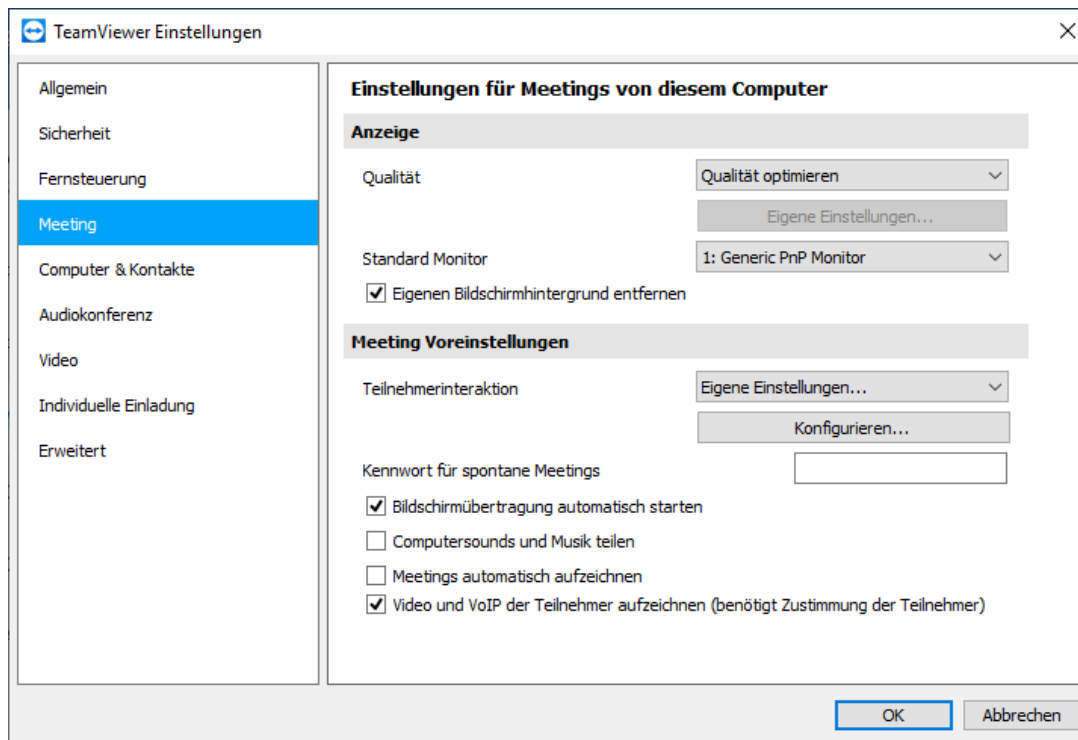 TeamViewer Einstellungen
Allgemein
Sicherheit
Fernsteuerung
Meeting
Computer & Kontakte
Audiokonferenz
Video
Individuelle Einladung
Erweitert
Einstellungen für Meetings von diesem Computer
Anzeige
Qualität
Qualität optimieren
Eigene Einstellungen...
Standard Monitor
1: Generic PnP Monitor
Eigenen Bildschirmhintergrund entfernen
Meeting Voreinstellungen
Teilnehmerinteraktion
Eigene Einstellungen...
Konfigurieren...
Kennwort für spontane Meetings
Bildschirmübertragung automatisch starten
Computersounds und Musik teilen
Meetings automatisch aufzeichnen
Video und VoIP der Teilnehmer aufzeichnen (benötigt Zustimmung der Teilnehmer)
OK
Abbrechen